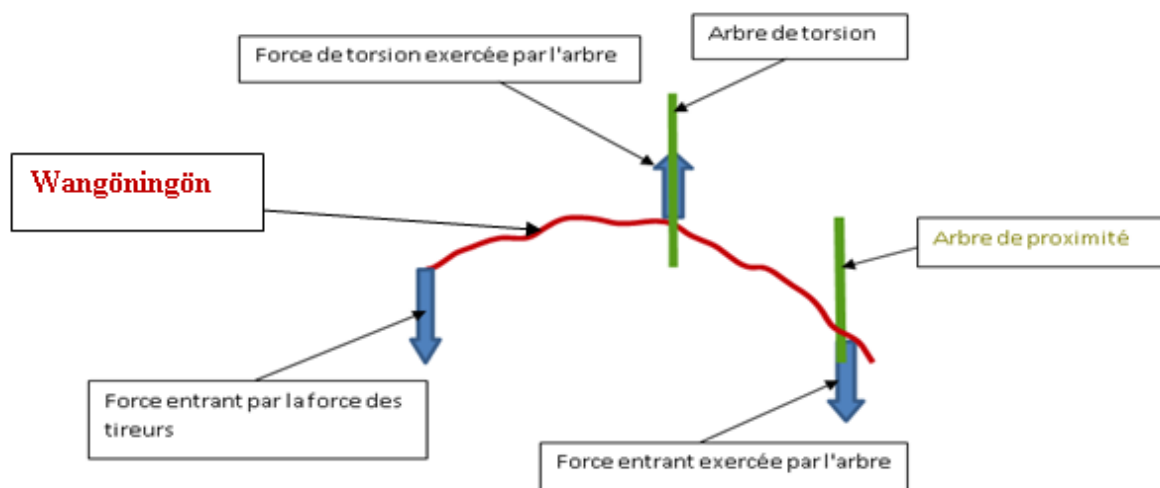 Arbre de torsion
Force de torsion exercée par l'arbre
Wangöningön
Arbre de proximité
Force entrant par la force des
tireurs
Force entrant exercée par l'arbre